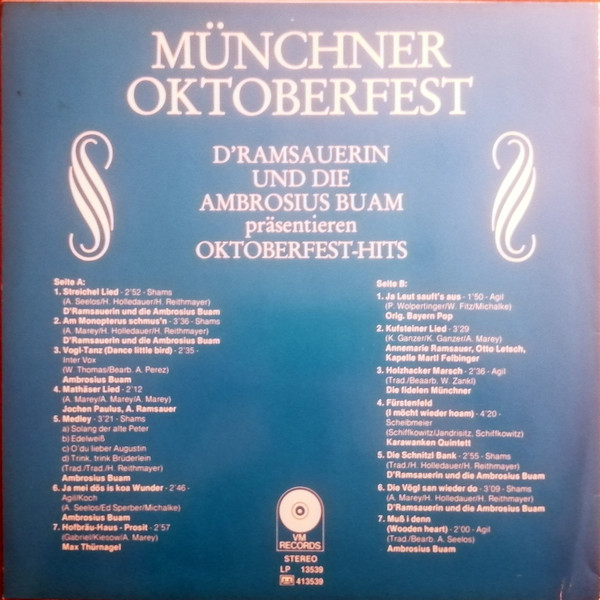 MÜNCHNER
OKTOBERFEST
D'RAMSAUERIN
UND DIE
AMBROSIUS BUAM
präsentieren
OKTOBERFEST-HITS
Seite A:
1. Streichel Lied - 2'52 - Shams
(A. Seelos/H. Holledauer/H. Reithmayer)
D'Ramsauerin und die Ambrosius Buam
2. Am Monopterus schmus'n - 3'36 - Shams
(A. Marey/H. Holledauer/H. Reithmayer)
D'Ramsauerin und die Ambrosius Buam
3. Vogl-Tanz (Dance little bird) - 2'35 -
Inter Vox
(W. Thomas/Bearb. A. Perez)
Ambrosius Buam
4. Mathäser Lied - 2'12
(A. Marey/A. Marey/A. Marey)
Jochen Paulus, A. Ramsauer
5. Medley - 3'21 - Shams
a) Solang der alte Peter
b) Edelweiß
c) O'du lieber Augustin
d) Trink, trink Brüderlein
(Trad./Trad./H. Reithmayer)
Ambrosius Buam
6. Ja mei dös is koa Wunder - 2'46 -
Agil/Koch
(A. Seelos/Ed Sperber/Michalke)
Ambrosius Buam
7. Hofbräu-Haus - Prosit - 2'57
(Gabriel/Kiesow/A. Marey)
Max Thürnagel
Seite B:
1. Ja Leut sauft's aus - 1'50 - Agil
(P. Wolpertinger/W. Fitz/Michalke)
Orig. Bayern Pop
2. Kufsteiner Lied - 3'29
(K. Ganzer/K. Ganzer/A. Marey)
Annemarie Ramsauer, Otto Letsch,
Kapelle Martl Felbinger
3. Holzhacker Marsch - 2'36 - Agil
(Trad./Beaarb. W. Zankl)
Die fidelen Münchner
4. Fürstenfeld
(I möcht wieder hoam) - 4'20 -
Scheibmeier
(Schiffkowitz/Jandrisitz, Schiffkowitz)
Karawanken Quintett
5. Die Schnitzl Bank - 2'55 - Shams
(Trad./H. Holledauer/H. Reithmayer)
D'Ramsauerin und die Ambrosius Buam
6. Die Vögl san wieder do - 3'09 - Shams
(A. Marey/H. Holledauer/H. Reithmayer)
D'Ramsauerin und die Ambrosius Buam
7. Muß i denn
(Wooden heart) - 2'00 - Agil
(Trad./Bearb. A. Seelos)
Ambrosius Buam
VM
RECORDS
STEREO
LP 13539
413539